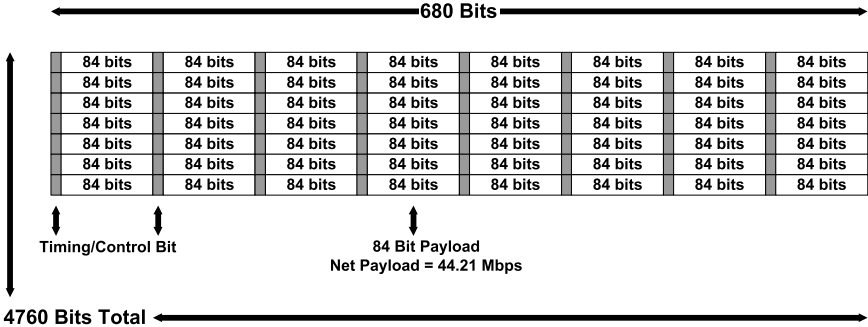 680 Bits
84 bits 84 bits 84 bits 84 bits 84 bits 84 bits 84 bits 84 bits
84 bits 84 bits 84 bits 84 bits 84 bits 84 bits 84 bits 84 bits
84 bits 84 bits 84 bits 84 bits 84 bits 84 bits 84 bits 84 bits
84 bits 84 bits 84 bits 84 bits 84 bits 84 bits 84 bits 84 bits
84 bits 84 bits 84 bits 84 bits 84 bits 84 bits 84 bits 84 bits
84 bits 84 bits 84 bits 84 bits 84 bits 84 bits 84 bits 84 bits
84 bits 84 bits 84 bits 84 bits 84 bits 84 bits 84 bits 84 bits
Timing/Control Bit
84 Bit Payload
Net Payload = 44.21 Mbps
4760 Bits Total